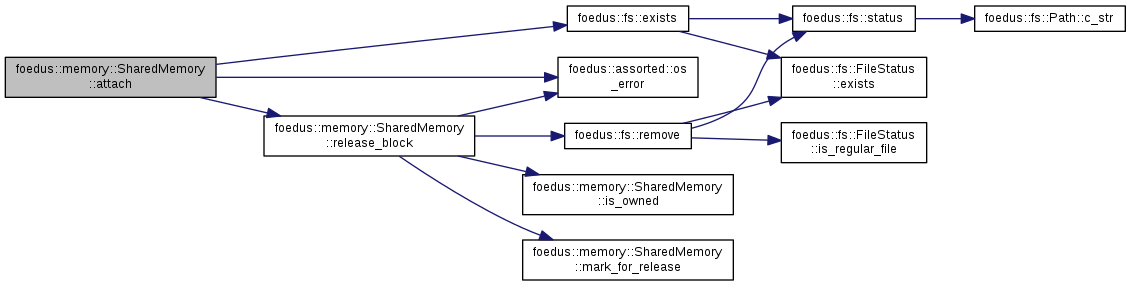 foedus::memory::SharedMemory
::attach
foedus::fs::exists
foedus::assorted::os
_error
foedus::memory::SharedMemory
::release_block
foedus::fs::remove
foedus::memory::SharedMemory
::is_owned
foedus::memory::SharedMemory
::mark_for_release
foedus::fs::status
foedus::fs::FileStatus
::exists
foedus::fs::FileStatus
::is_regular_file
foedus::fs::Path::c_str